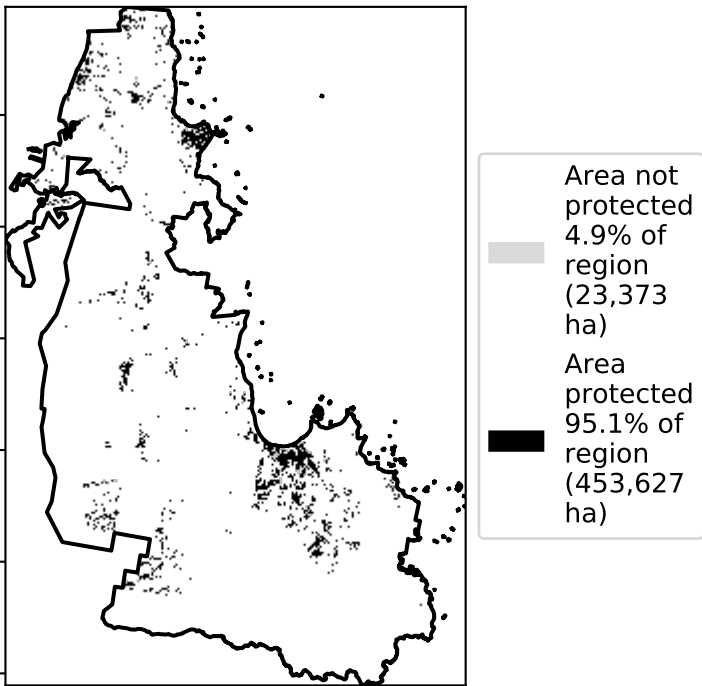 Area not
protected
4.9% of
region
(23,373
ha)
Area
protected
95.1% of
region
(453,627
ha)